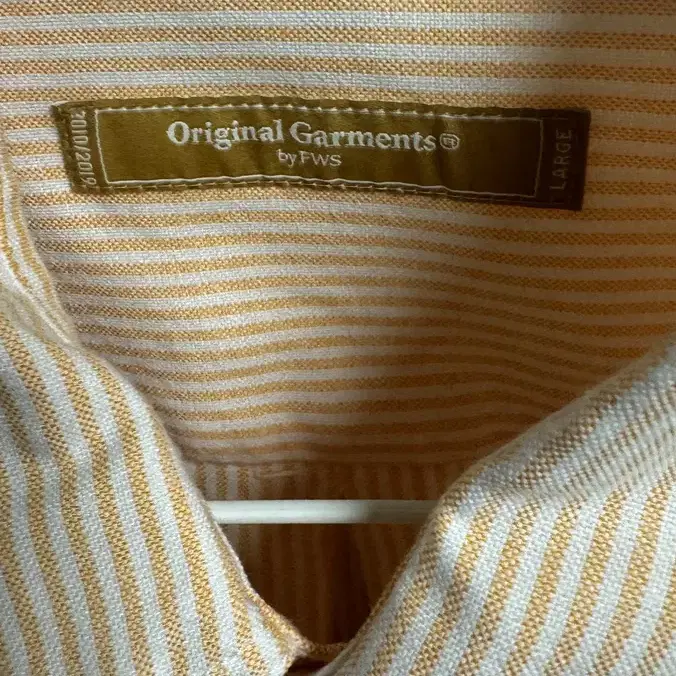 2010/2019
Original Garments®
by FWS
LARGE